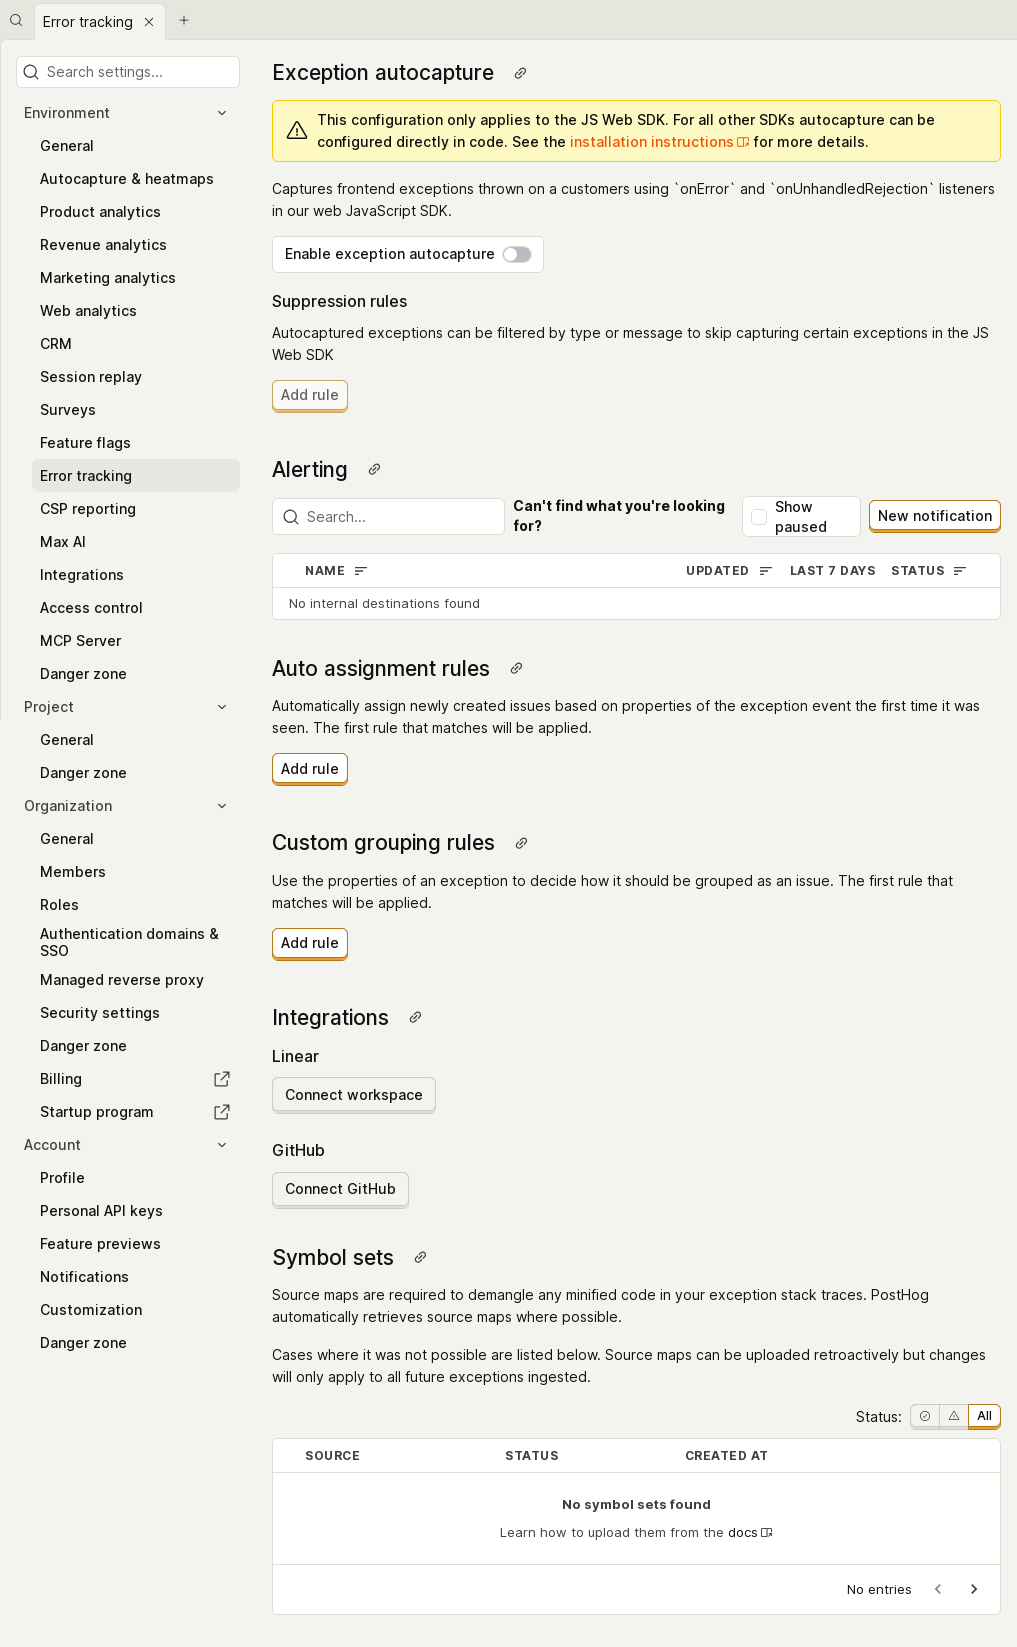 Error tracking
Search settings...
Environment
General
Autocapture & heatmaps
Product analytics
Revenue analytics
Marketing analytics
Web analytics
CRM
Session replay
Surveys
Feature flags
Error tracking
CSP reporting
Max AI
Integrations
Access control
MCP Server
Danger zone
Project
General
Danger zone
Organization
General
Members
Roles
Authentication domains &
SSO
Managed reverse proxy
Security settings
Danger zone
Billing
Startup program
Account
Profile
Personal API keys
Feature previews
Notifications
Customization
Danger zone
Exception autocapture
This configuration only applies to the JS Web SDK. For all other SDKs autocapture can be
configured directly in code. See the installation instructions for more details.
Captures frontend exceptions thrown on a customers using `onError` and `onUnhandledRejection` listeners
in our web JavaScript SDK.
Enable exception autocapture
Suppression rules
Autocaptured exceptions can be filtered by type or message to skip capturing certain exceptions in the JS
Web SDK
Add rule
Alerting
Search...
Can't find what you're looking
for?
Show
paused
New notification
NAME UPDATED LAST 7 DAYS STATUS
No internal destinations found
Auto assignment rules
Automatically assign newly created issues based on properties of the exception event the first time it was
seen. The first rule that matches will be applied.
Add rule
Custom grouping rules
Use the properties of an exception to decide how it should be grouped as an issue. The first rule that
matches will be applied.
Add rule
Integrations
Linear
Connect workspace
GitHub
Connect GitHub
Symbol sets
Source maps are required to demangle any minified code in your exception stack traces. PostHog
automatically retrieves source maps where possible.
Cases where it was not possible are listed below. Source maps can be uploaded retroactively but changes
will only apply to all future exceptions ingested.
Status: All
SOURCE STATUS CREATED AT
No symbol sets found
Learn how to upload them from the docs
No entries